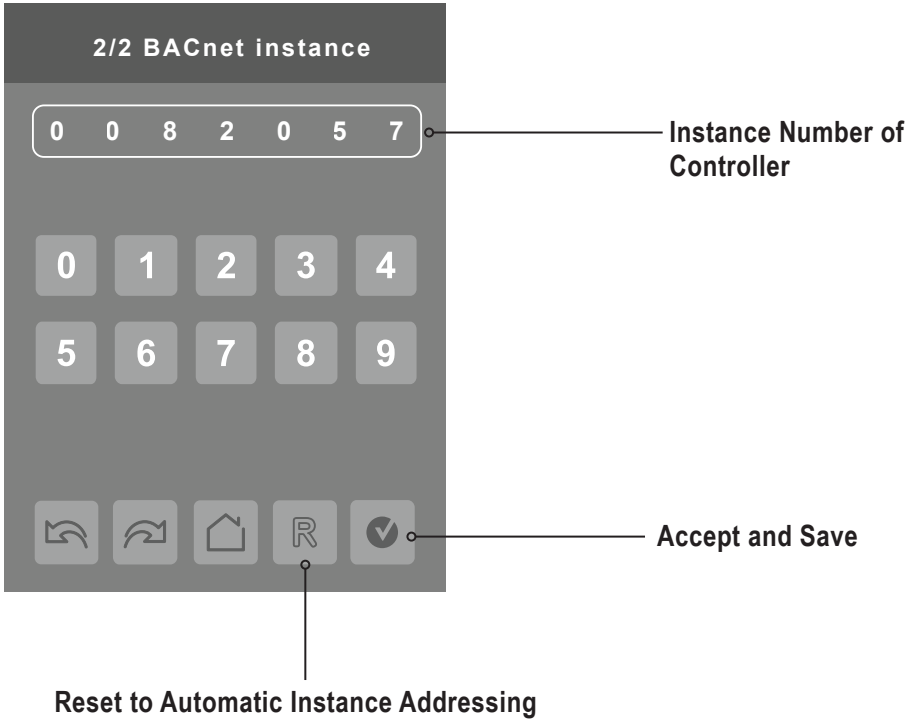 2/2 BACnet instance
0 0 8 2 0 5 7
Instance Number of
Controller
0 1 2 3 4
5 6 7 8 9
R
Accept and Save
Reset to Automatic Instance Addressing